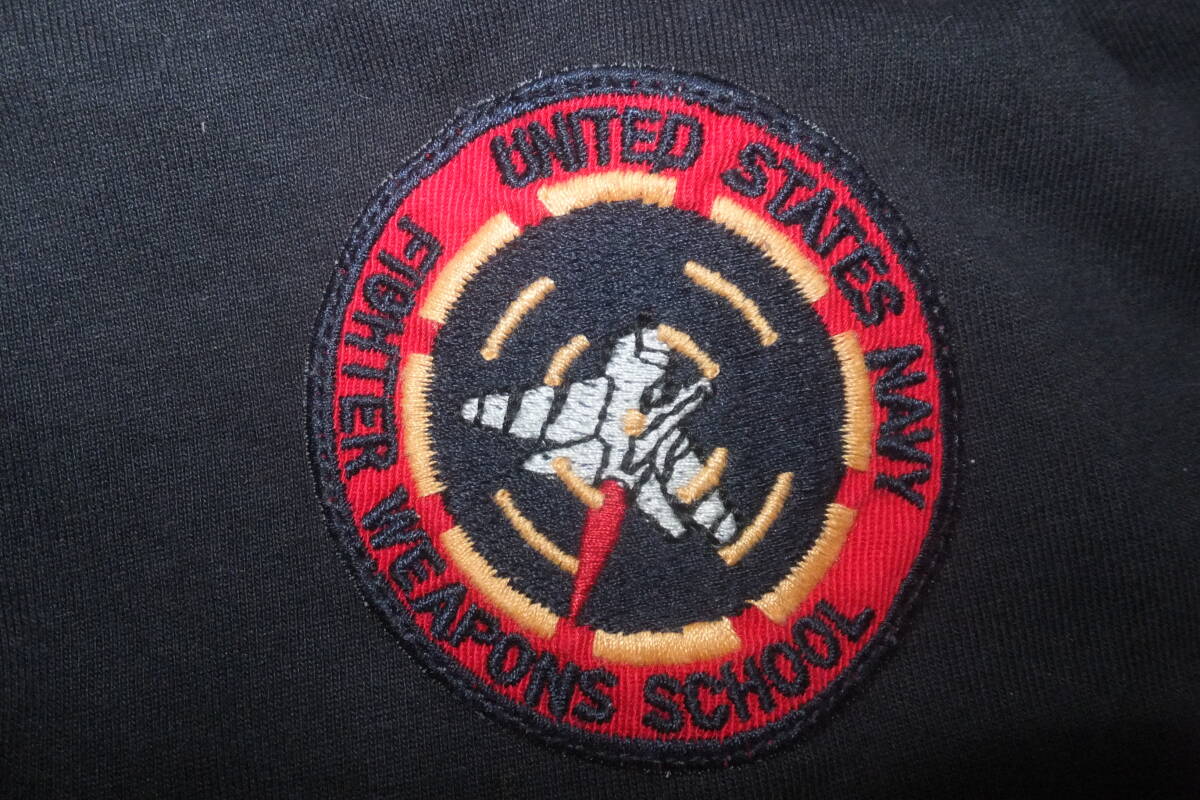 UNITED STATES NAVY
FIGHTER WEAPONS SCHOOL